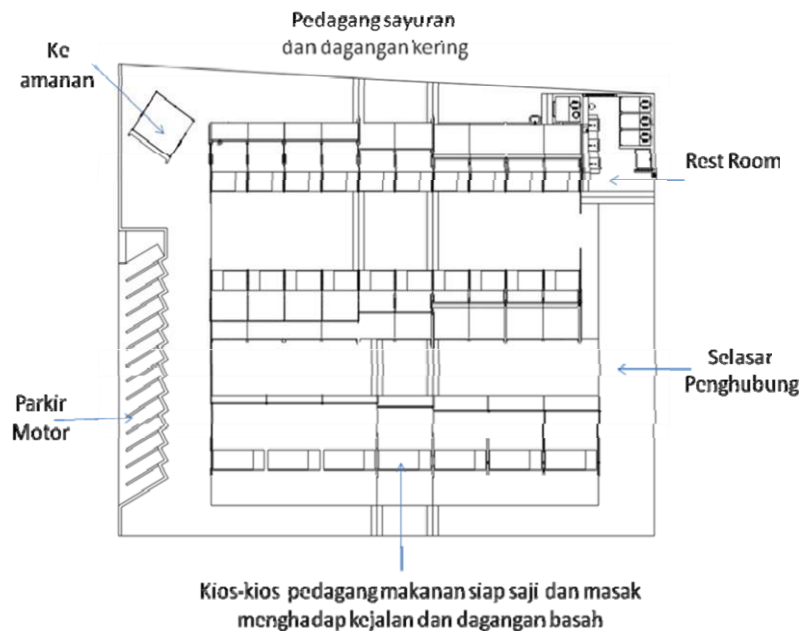 Pedagang sayuran
dan dagangan kering
Ke
amanan
Rest Room
Selasar
Penghubung
Parkir
Motor
Kios-kios pedagang makanan siap saji dan masak
menghadap kejalan dan dagangan basah